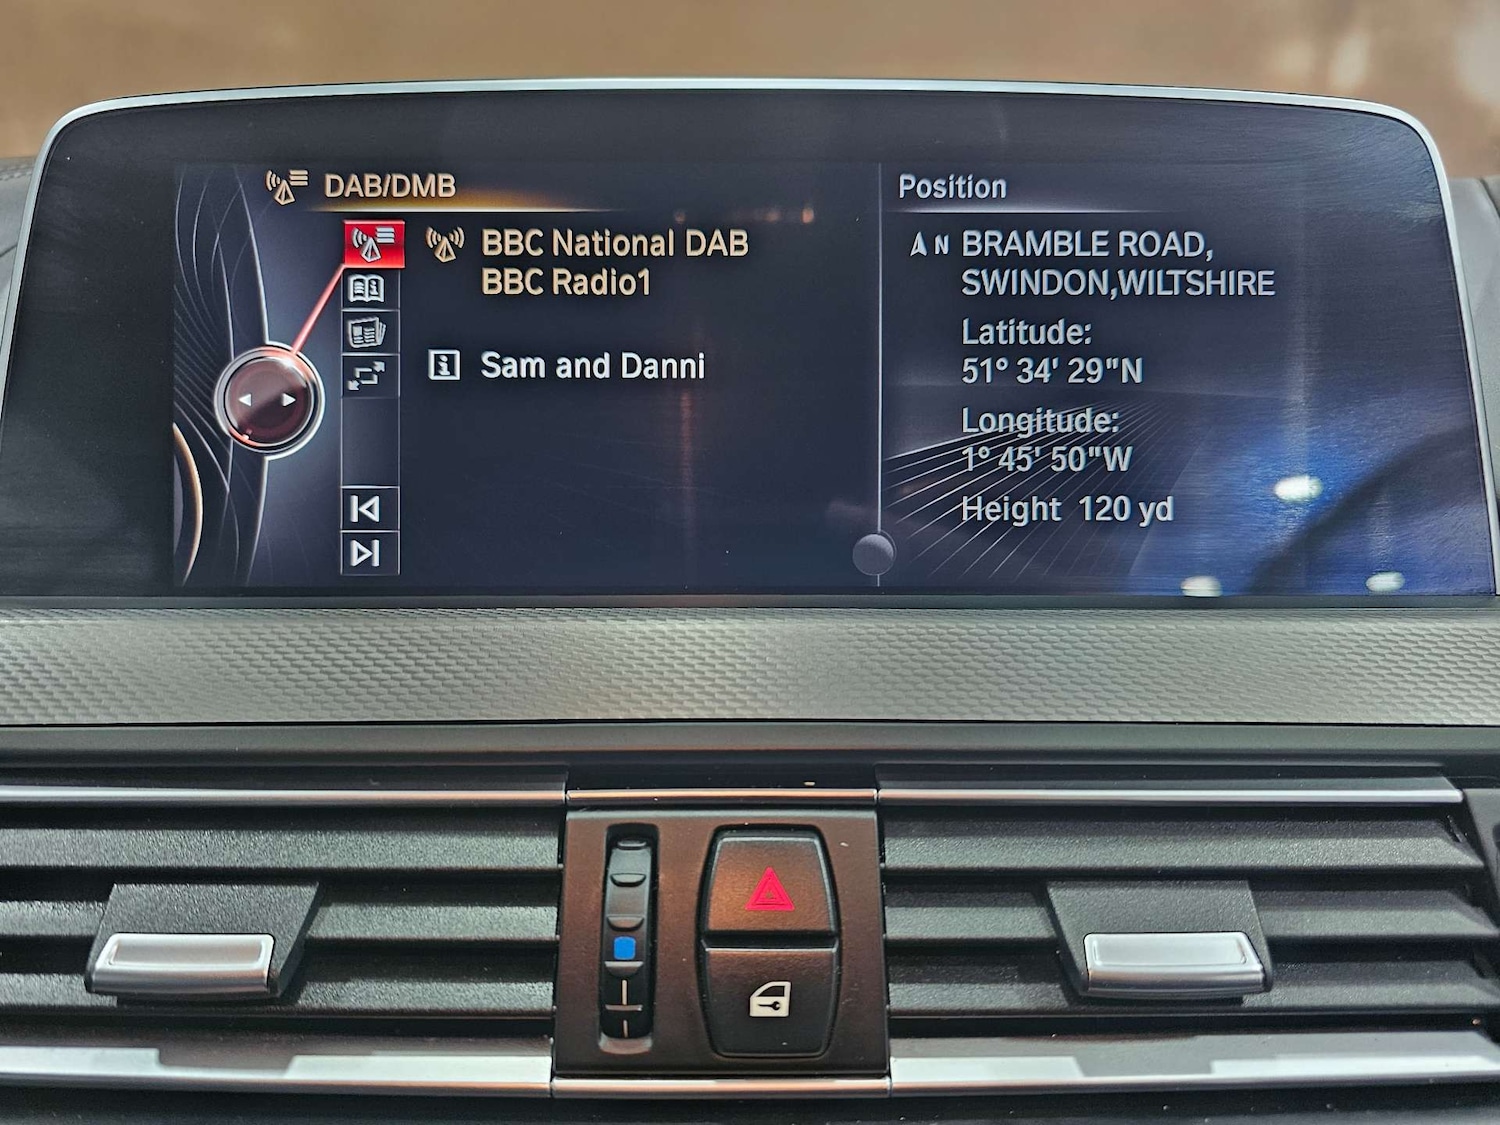 DAB/DMB
BBC National DAB
BBC Radio1
Sam and Danni
Position
N BRAMBLE ROAD,
SWINDON,WILTSHIRE
Latitude:
51° 34' 29"N
Longitude:
1° 45' 50"W
Height 120 yd